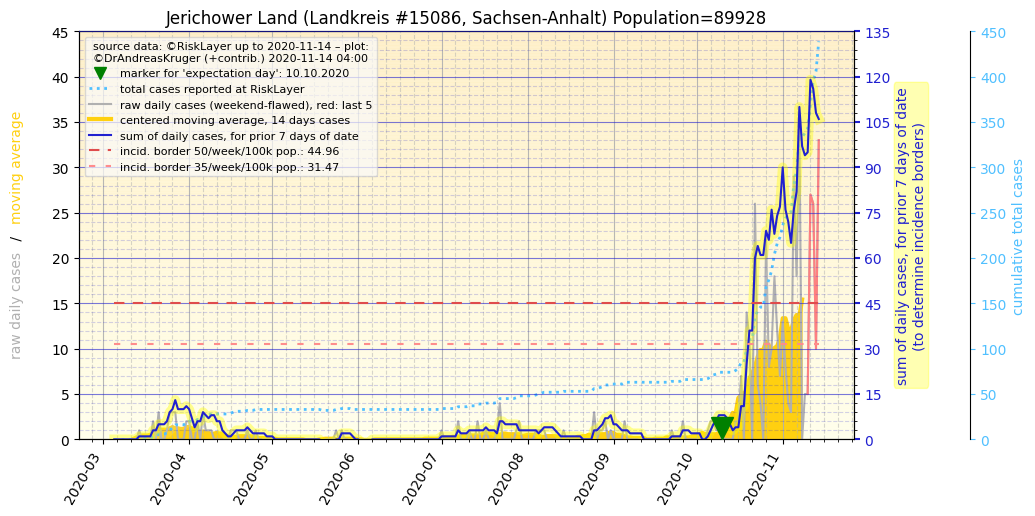 Jerichower Land (Landkreis #15086, Sachsen-Anhalt) Population=89928
source data: ©RiskLayer up to 2020-11-14 – plot:
©DrAndreasKruger (+contrib.) 2020-11-14 04:00
marker for 'expectation day': 10.10.2020
total cases reported at RiskLayer
raw daily cases (weekend-flawed), red: last 5
centered moving average, 14 days cases
sum of daily cases, for prior 7 days of date
incid. border 50/week/100k pop.: 44.96
incid. border 35/week/100k pop.: 31.47
raw daily cases / moving average
45
40
35
30
25
20
15
10
5
0
2020-03
2020-04
2020-05
2020-06
2020-07
2020-08
2020-09
2020-10
2020-11
135
120
105
90
75
60
45
30
15
0
sum of daily cases, for prior 7 days of date
(to determine incidence borders)
450
400
350
300
250
200
150
100
50
0
cumulative total cases